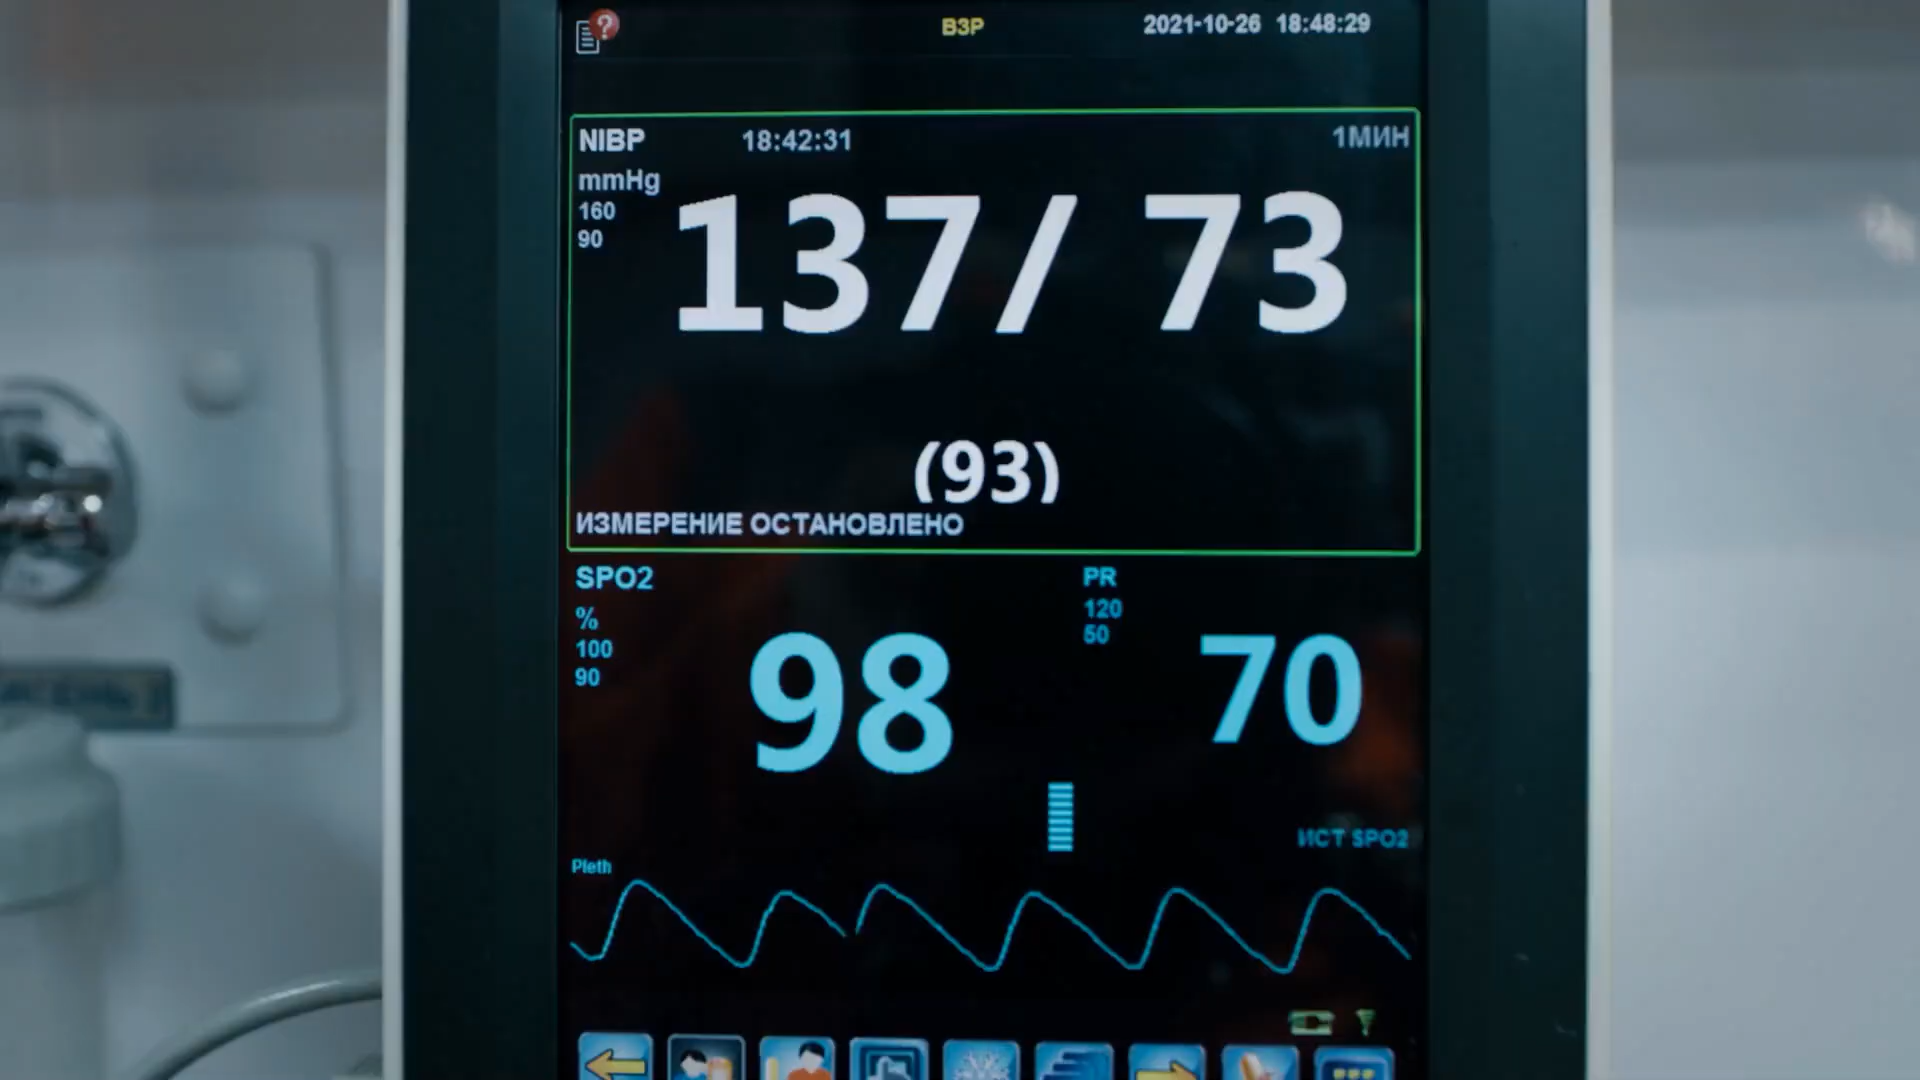 ?
ВЗР 2021-10-26 18:48:29
NIBP 18:42:31 1МИН
mmHg
160
90
137/ 73
(93)
ИЗМЕРЕНИЕ ОСТАНОВЛЕНО
SPO2
%
100
90
98
PR
120
50
70
ИСТ SPO2
Pleth